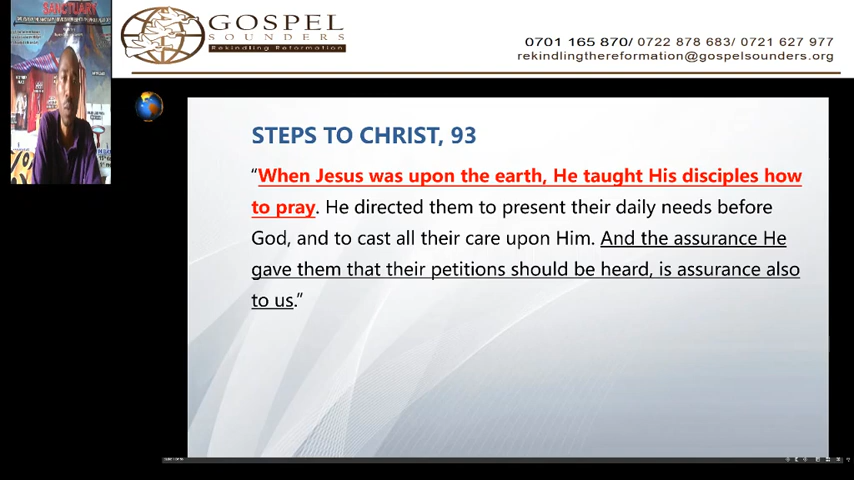 SANCTUARY
GOSPEL
SOUNDERS
Rekindling Reformation
0701 165 870/ 0722 878 683/ 0721 627 977
rekindlingthereformation@gospelsounders.org
STEPS TO CHRIST, 93
“When Jesus was upon the earth, He taught His disciples how
to pray. He directed them to present their daily needs before
God, and to cast all their care upon Him. And the assurance He
gave them that their petitions should be heard, is assurance also
to us.”